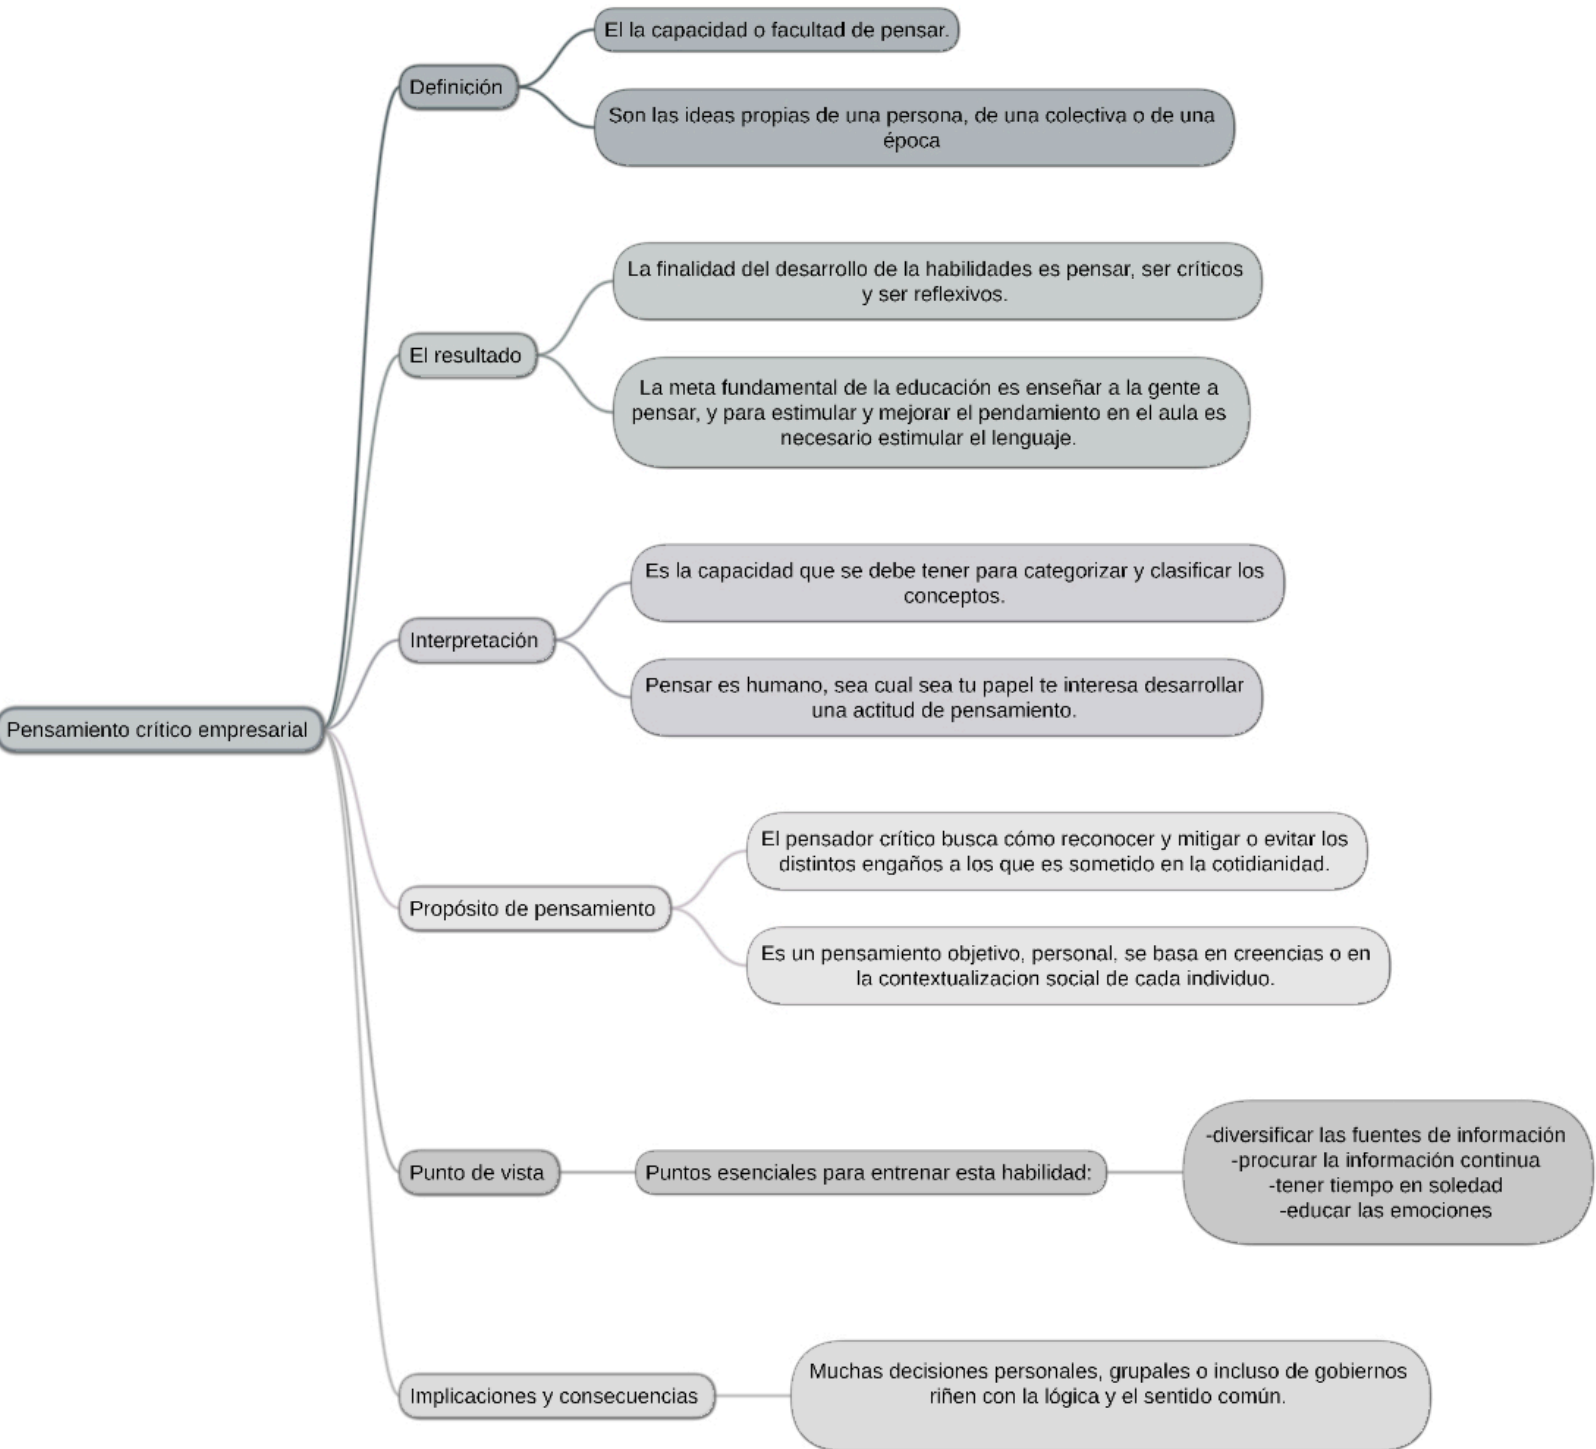 El la capacidad o facultad de pensar.
Definición
Son las ideas propias de una persona, de una colectiva o de una
época
La finalidad del desarrollo de la habilidades es pensar, ser críticos
y ser reflexivos.
El resultado
La meta fundamental de la educación es enseñar a la gente a
pensar, y para estimular y mejorar el pendamiento en el aula es
necesario estimular el lenguaje.
Es la capacidad que se debe tener para categorizar y clasificar los
conceptos.
Interpretación
Pensar es humano, sea cual sea tu papel te interesa desarrollar
una actitud de pensamiento.
Pensamiento crítico empresarial
El pensador crítico busca cómo reconocer y mitigar o evitar los
distintos engaños a los que es sometido en la cotidianidad.
Propósito de pensamiento
Es un pensamiento objetivo, personal, se basa en creencias o en
la contextualizacion social de cada individuo.
Punto de vista
Puntos esenciales para entrenar esta habilidad:
-diversificar las fuentes de información
-procurar la información continua
-tener tiempo en soledad
-educar las emociones
Implicaciones y consecuencias
Muchas decisiones personales, grupales o incluso de gobiernos
riñen con la lógica y el sentido común.